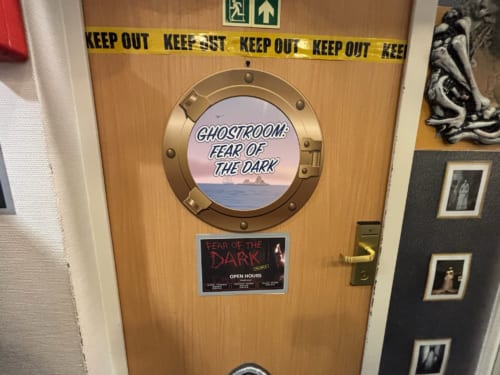 KEEP OUT KEEP OUT KEEP OUT KEEP OUT KEE
GHOSTROOM:
FEAR OF
THE DARK
FEAR OF THE
DARK
OPEN HOURS